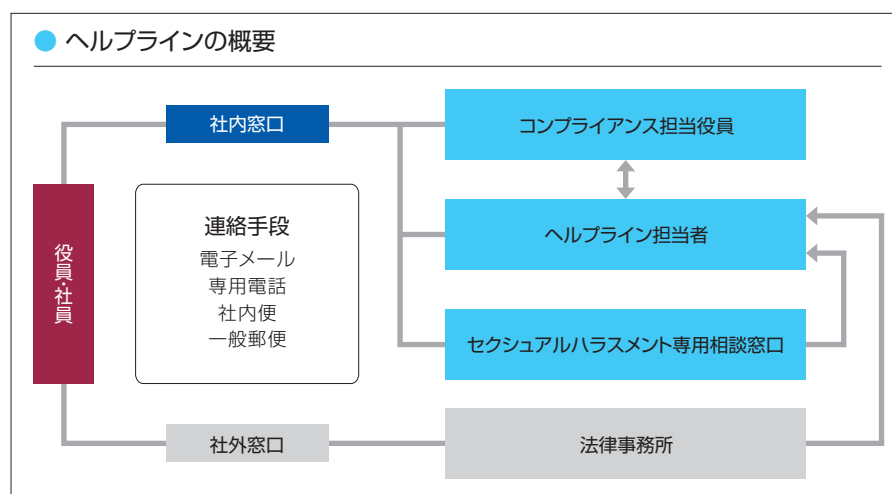 ヘルプラインの概要
社内窓口
コンプライアンス担当役員
連絡手段
電子メール
専用電話
社内便
一般郵便
役員・社員
ヘルプライン担当者
セクシュアルハラスメント専用相談窓口
社外窓口
法律事務所